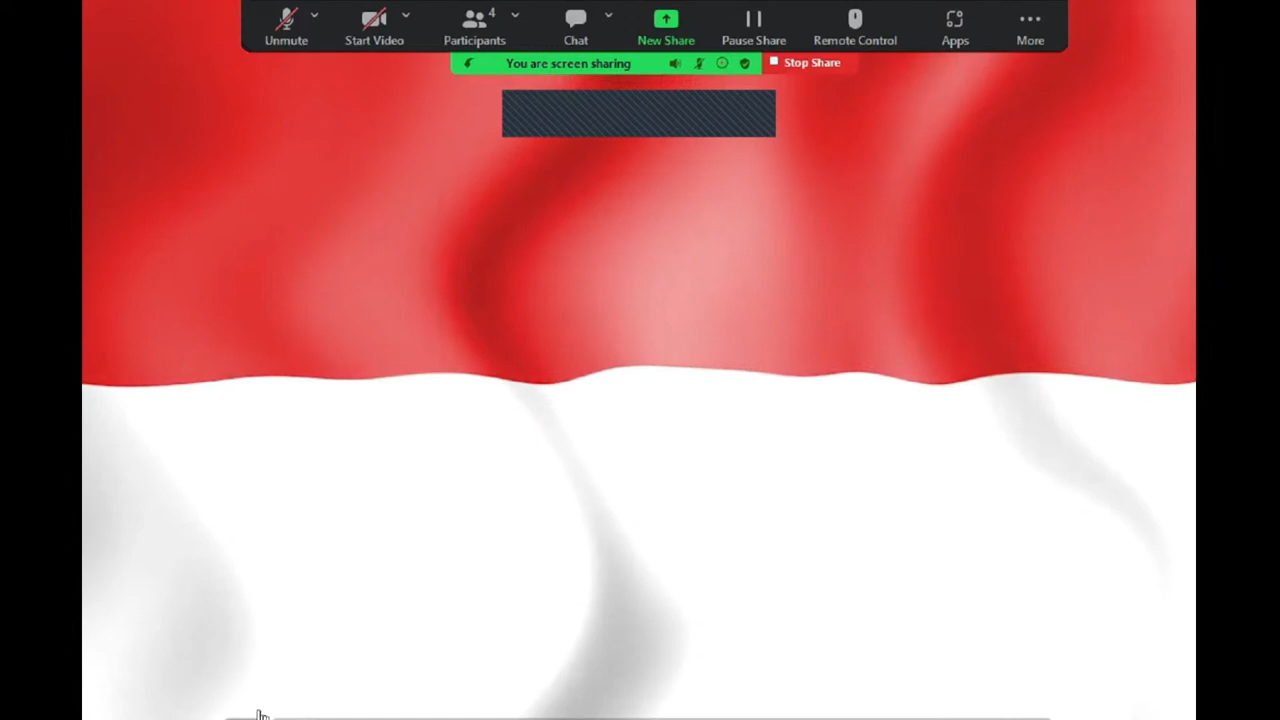 Unmute
Start Video
4
Participants
Chat
New Share
Pause Share
Remote Control
Apps
More
You are screen sharing
Stop Share